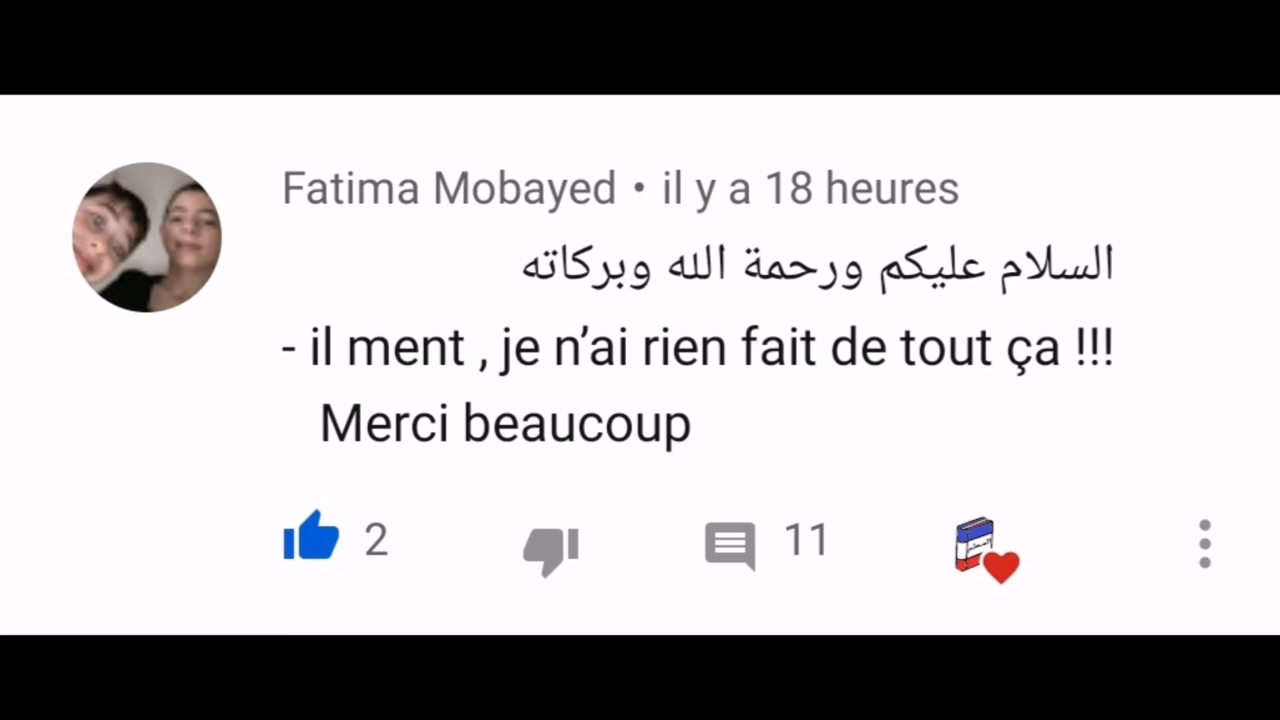 Fatima Mobayed • il y a 18 heures
السلام عليكم ورحمة الله وبركاته
- il ment , je n’ai rien fait de tout ça !!!
Merci beaucoup
2 11